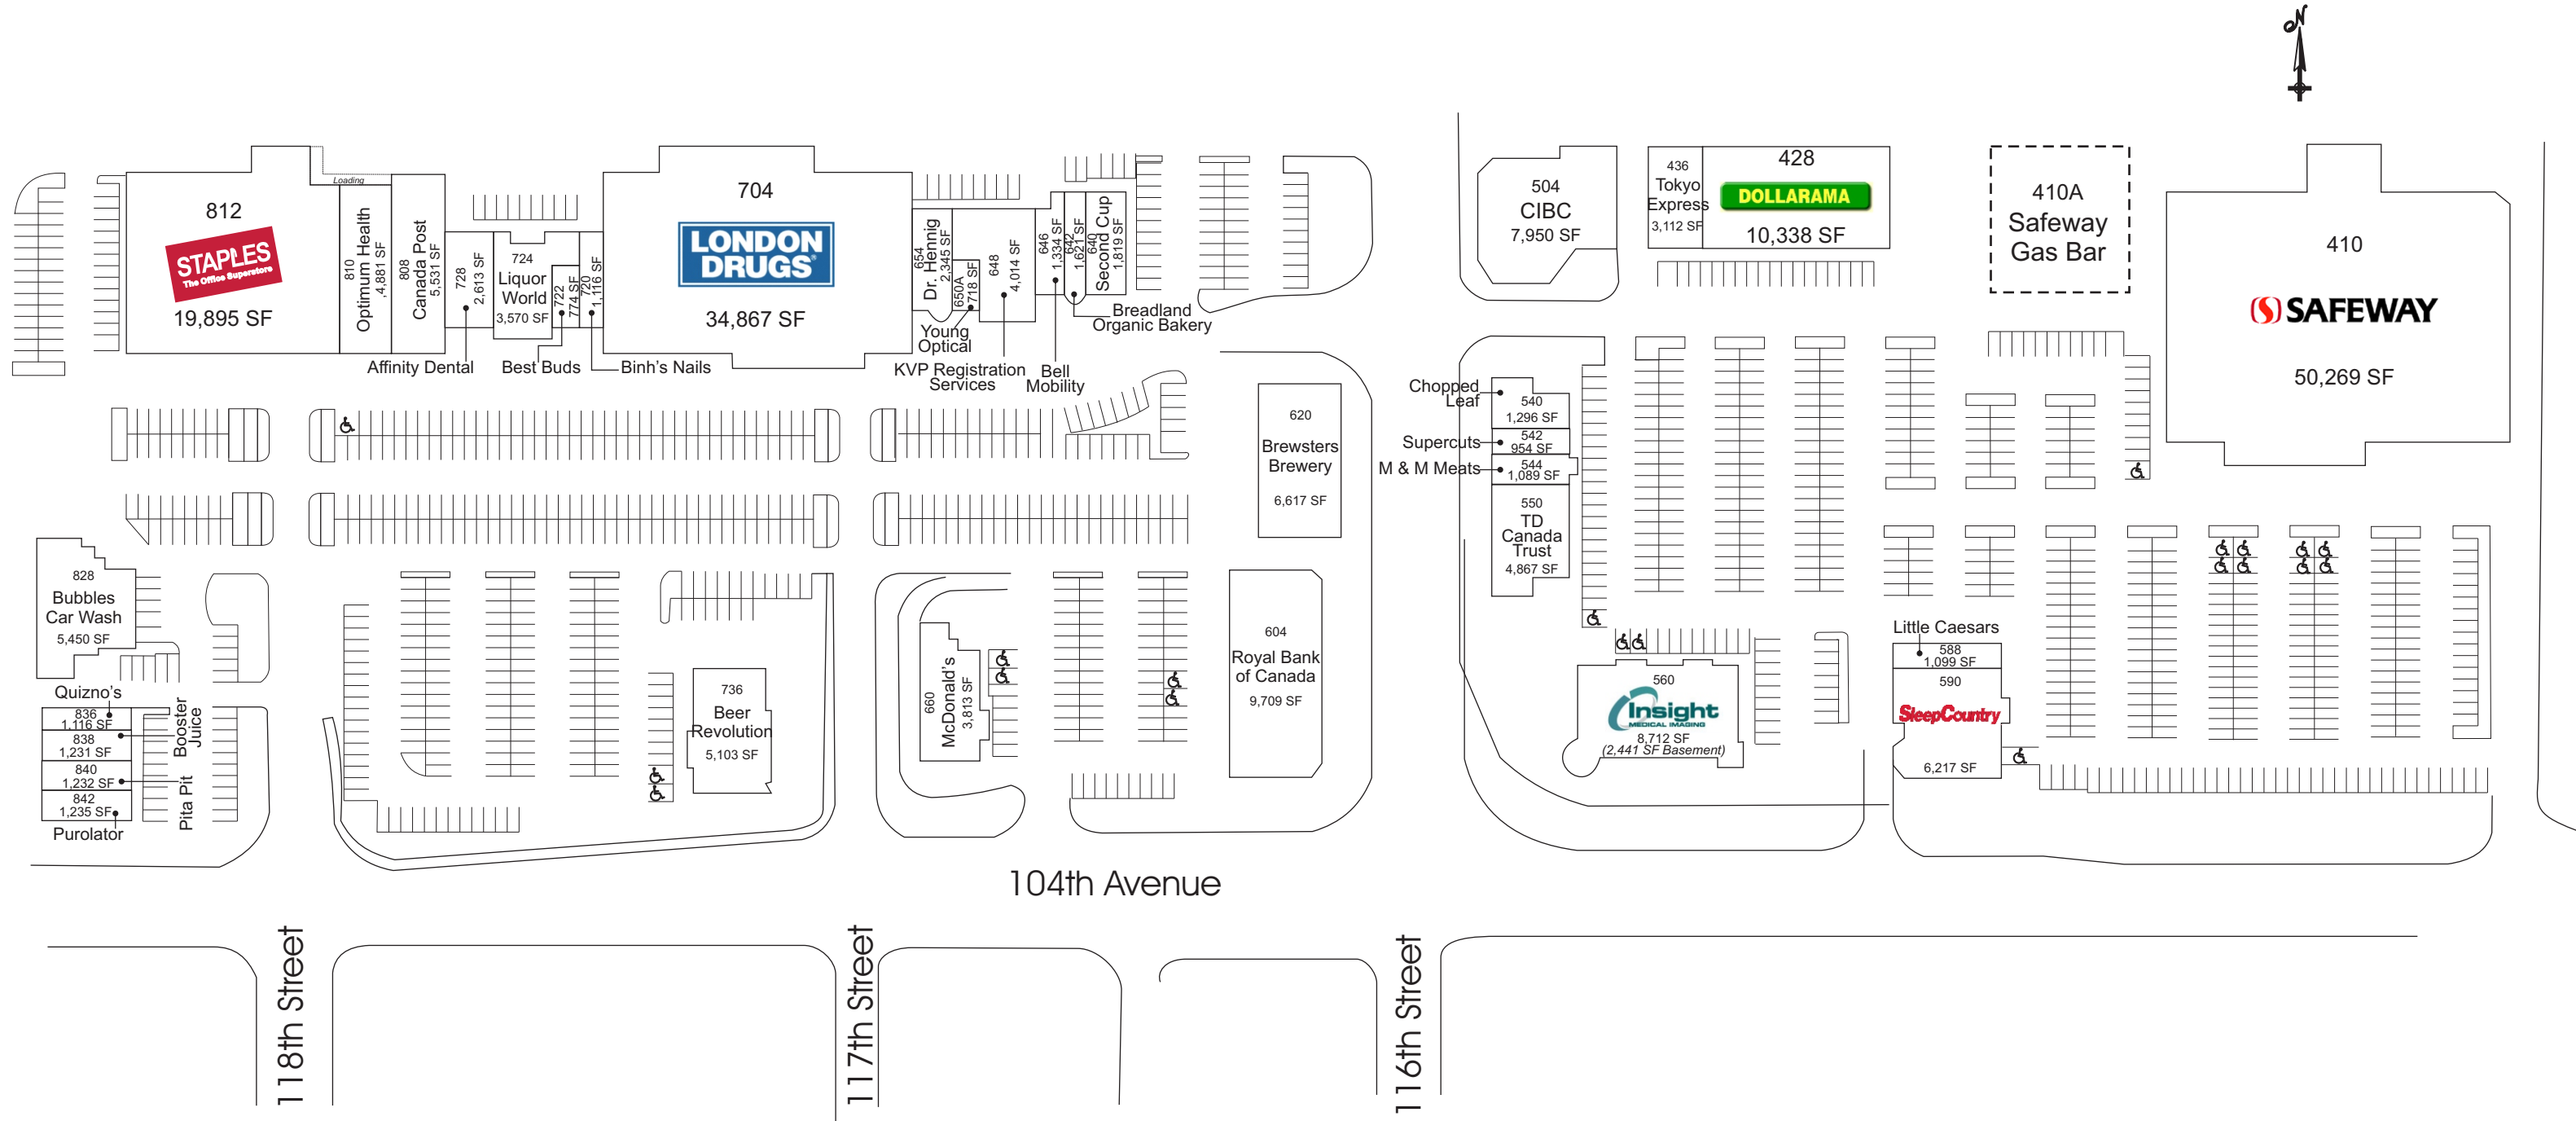 N
812
STAPLES
The Office Superstore
19,895 SF
Loading
810
Optimum Health
,4,881 SF
808
Canada Post
5,531 SF
728
2,613 SF
Affinity Dental
724
Liquor
World
3,570 SF
722
774 SF
Best Buds
720
1,116 SF
Binh's Nails
704
LONDON
DRUGS
34,867 SF
654
Dr. Hennig
2,345 SF
650A
718 SF
Young
Optical
648
4,014 SF
KVP Registration
Services
646
1,334 SF
Bell
Mobility
642
1,621 SF
Breadland
Organic Bakery
640
Second Cup
1,819 SF
504
CIBC
7,950 SF
436
Tokyo
Express
3,112 SF
428
DOLLARAMA
10,338 SF
410A
Safeway
Gas Bar
410
SAFEWAY
50,269 SF
620
Brewsters
Brewery
6,617 SF
Chopped
Leaf
540
1,296 SF
Supercuts
542
954 SF
M & M Meats
544
1,089 SF
550
TD
Canada
Trust
4,867 SF
828
Bubbles
Car Wash
5,450 SF
Quizno's
836
1,116 SF
838
1,231 SF
Booster
Juice
840
1,232 SF
Pita Pit
842
1,235 SF
Purolator
736
Beer
Revolution
5,103 SF
660
McDonald's
3,813 SF
604
Royal Bank
of Canada
9,709 SF
560
Insight
MEDICAL IMAGING
8,712 SF
(2,441 SF Basement)
Little Caesars
588
1,099 SF
590
SleepCountry
6,217 SF
104th Avenue
118th Street
117th Street
116th Street